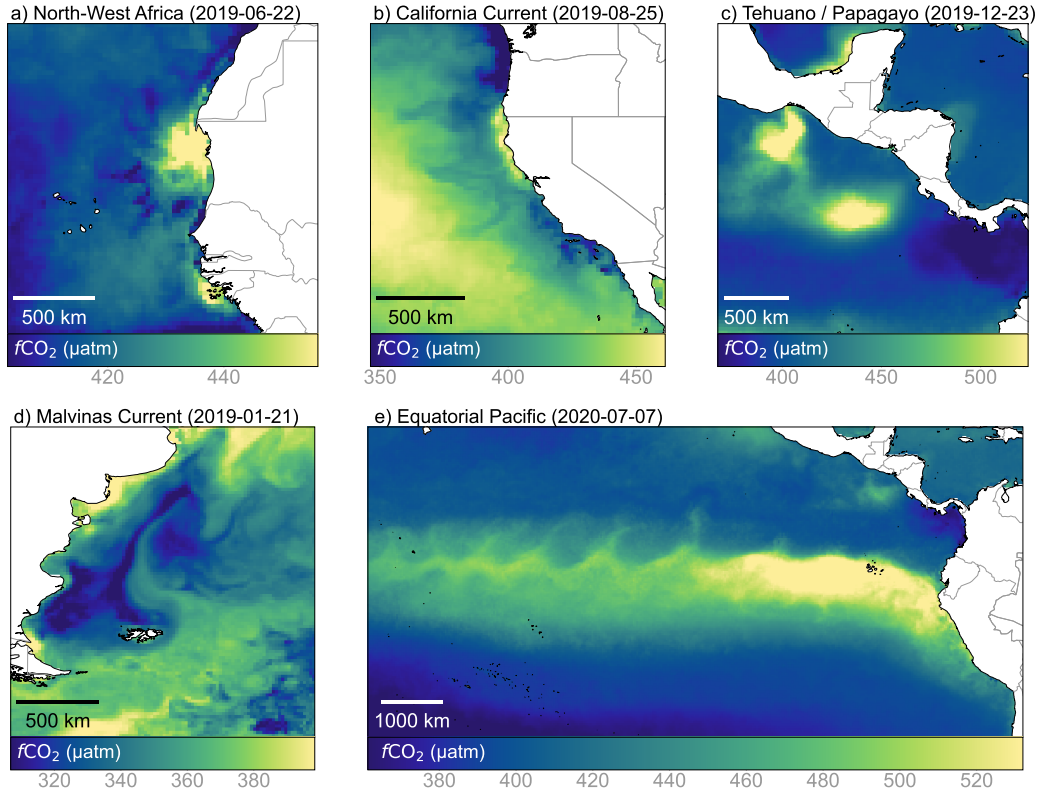 a) North-West Africa (2019-06-22)
500 km
fCO₂ (µatm)
420 440
b) California Current (2019-08-25)
500 km
fCO₂ (µatm)
350 400 450
c) Tehuano / Papagayo (2019-12-23)
500 km
fCO₂ (µatm)
400 450 500
d) Malvinas Current (2019-01-21)
500 km
fCO₂ (µatm)
320 340 360 380
e) Equatorial Pacific (2020-07-07)
1000 km
fCO₂ (µatm)
380 400 420 440 460 480 500 520